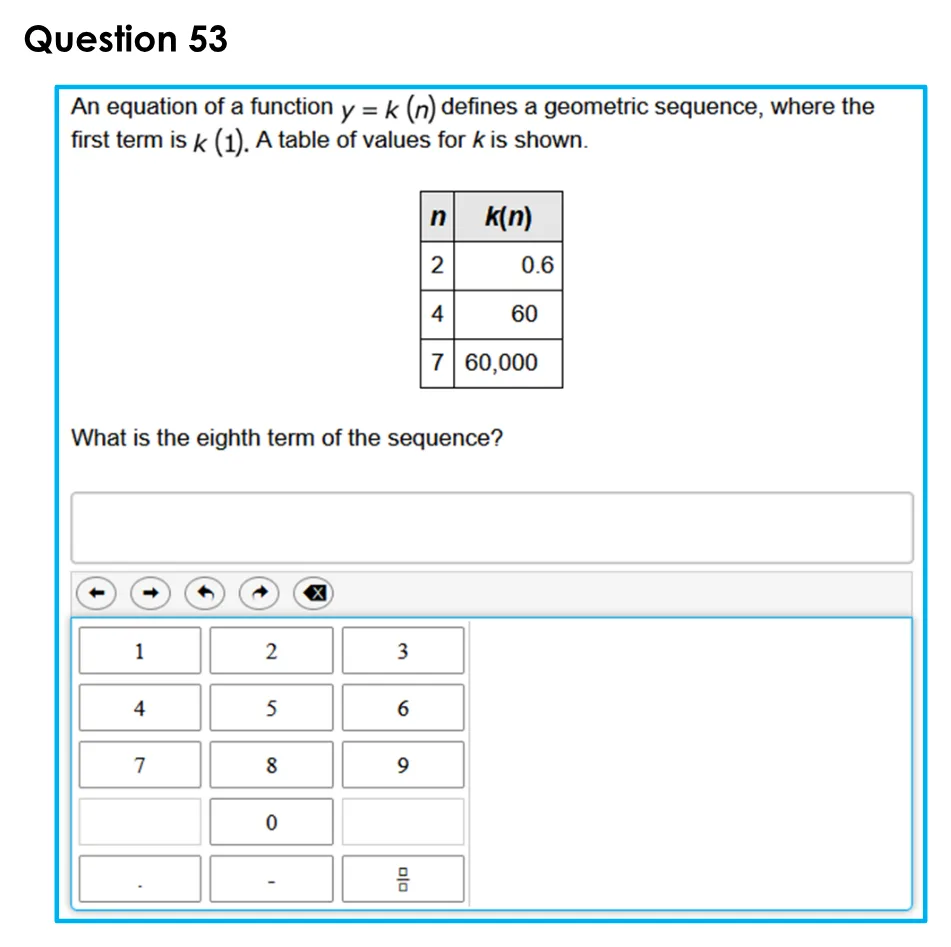 Question 53
An equation of a function y = k (n) defines a geometric sequence, where the
first term is k (1). A table of values for k is shown.
n k(n)
2 0.6
4 60
7 60,000
What is the eighth term of the sequence?
1 2 3
4 5 6
7 8 9
0
. -